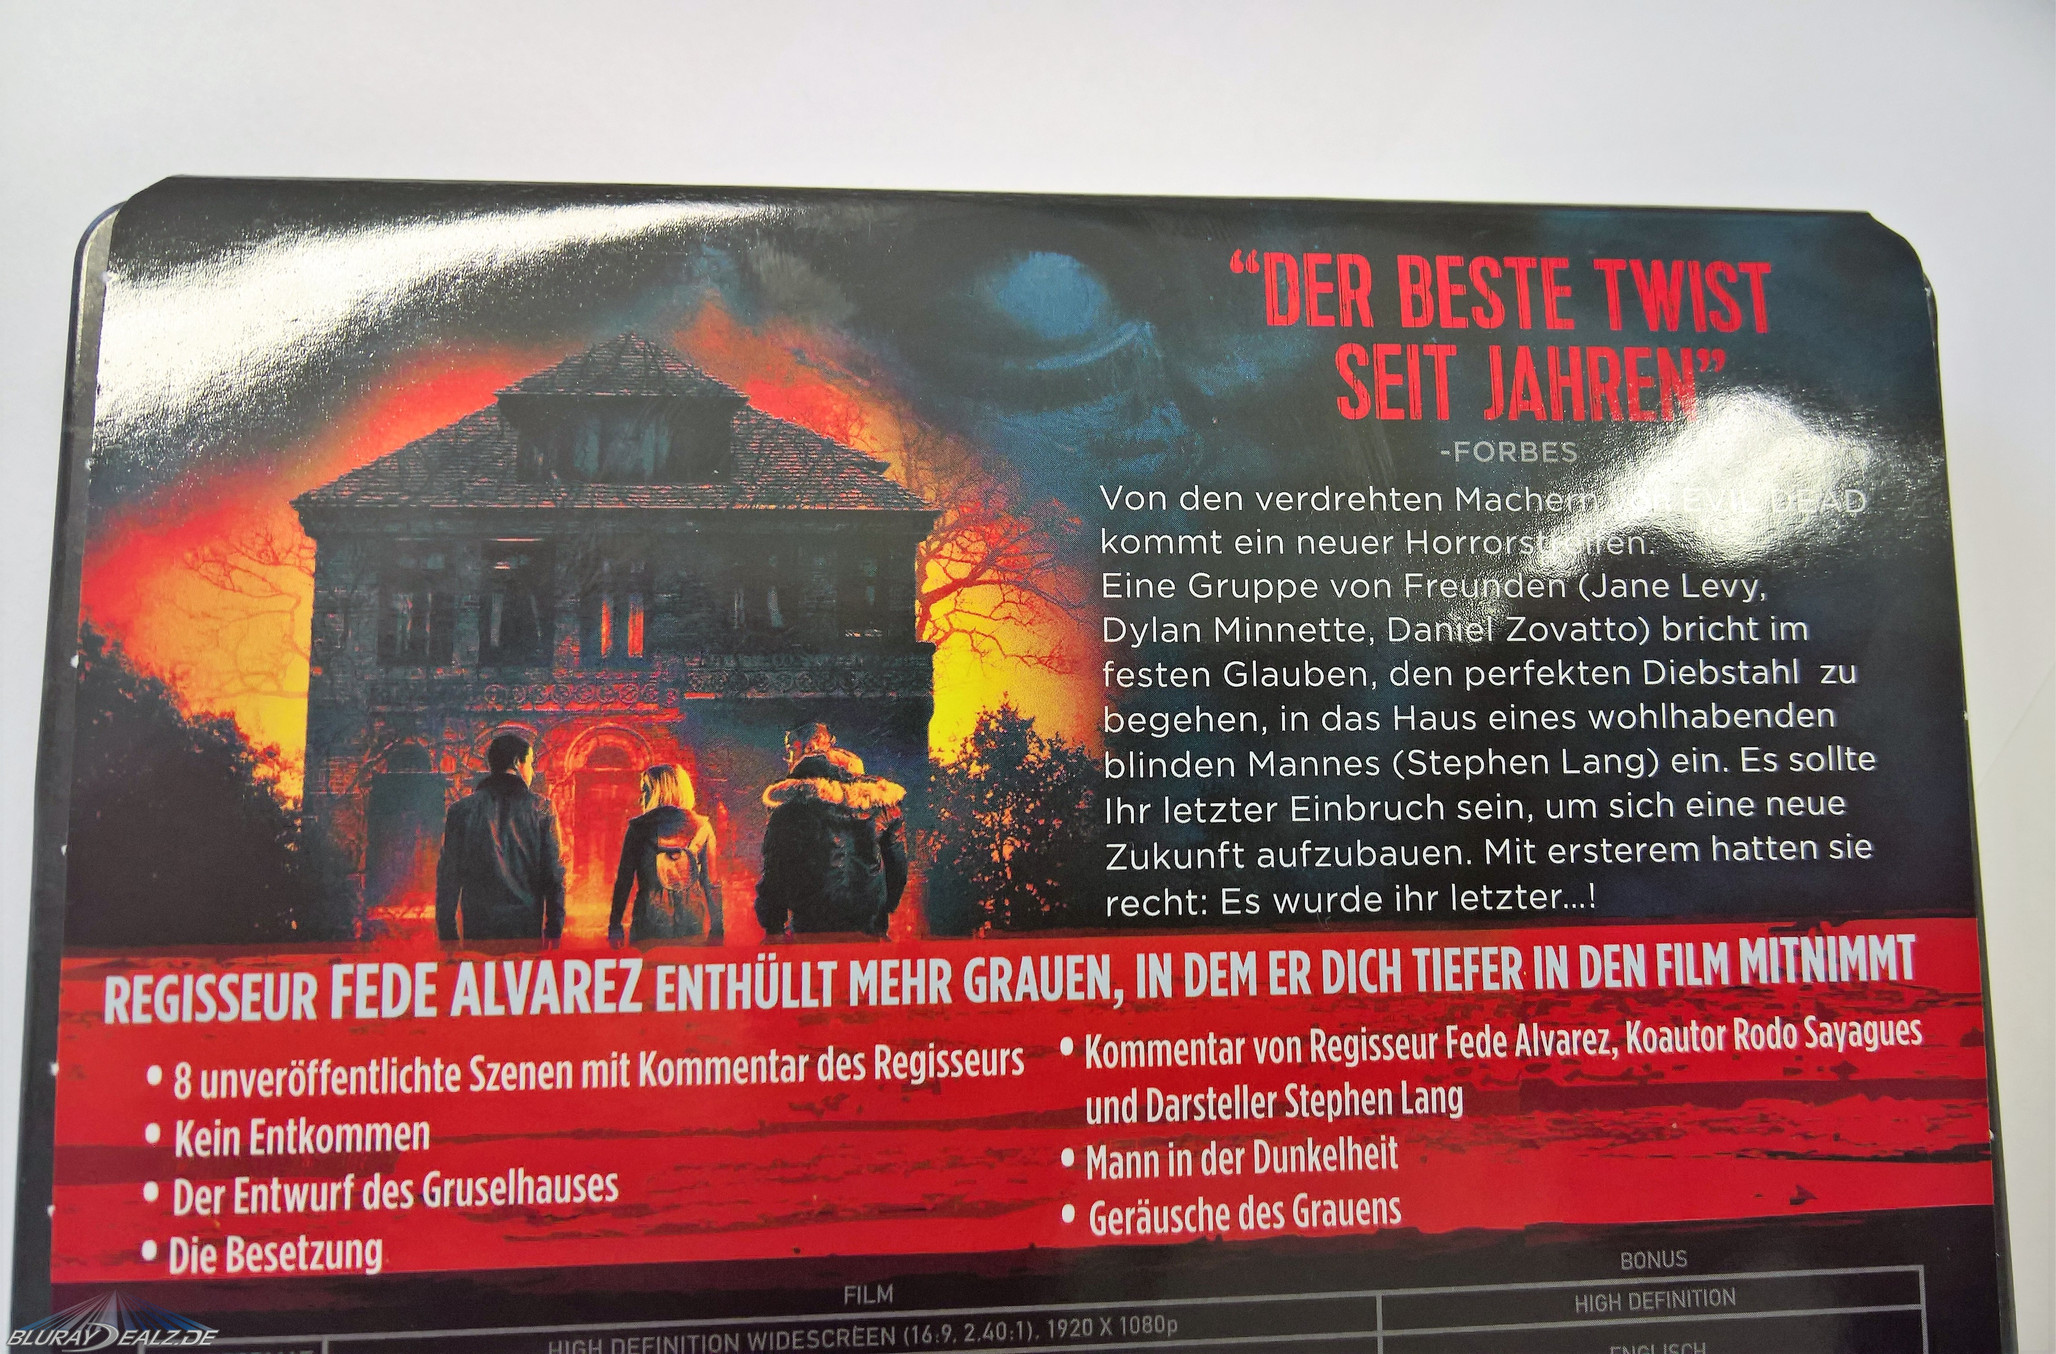 “DER BESTE TWIST
SEIT JAHREN”
-FORBES
Von den verdrehten Machern von EVIL DEAD
kommt ein neuer Horrorstreifen.
Eine Gruppe von Freunden (Jane Levy,
Dylan Minnette, Daniel Zovatto) bricht im
festen Glauben, den perfekten Diebstahl zu
begehen, in das Haus eines wohlhabenden
blinden Mannes (Stephen Lang) ein. Es sollte
Ihr letzter Einbruch sein, um sich eine neue
Zukunft aufzubauen. Mit ersterem hatten sie
recht: Es wurde ihr letzter...!
REGISSEUR FEDE ALVAREZ ENTHÜLLT MEHR GRAUEN, IN DEM ER DICH TIEFER IN DEN FILM MITNIMMT
• 8 unveröffentlichte Szenen mit Kommentar des Regisseurs
• Kein Entkommen
• Der Entwurf des Gruselhauses
• Die Besetzung
• Kommentar von Regisseur Fede Alvarez, Koautor Rodo Sayagues
und Darsteller Stephen Lang
• Mann in der Dunkelheit
• Geräusche des Grauens
FILM
BONUS
HIGH DEFINITION WIDESCREEN (16:9, 2.40:1), 1920 X 1080p
HIGH DEFINITION
ENGLISCH
BLURAYDEALZ.DE